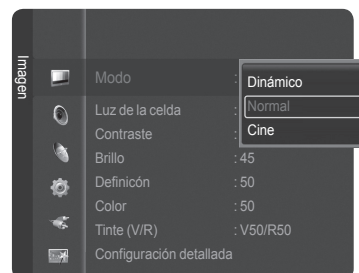 Imagen
Modo :
Dinámico
Normal
Cine
Luz de la celda :
Contraste :
Brillo : 45
Definicón : 50
Color : 50
Tinte (V/R) : V50/R50
Configuración detallada